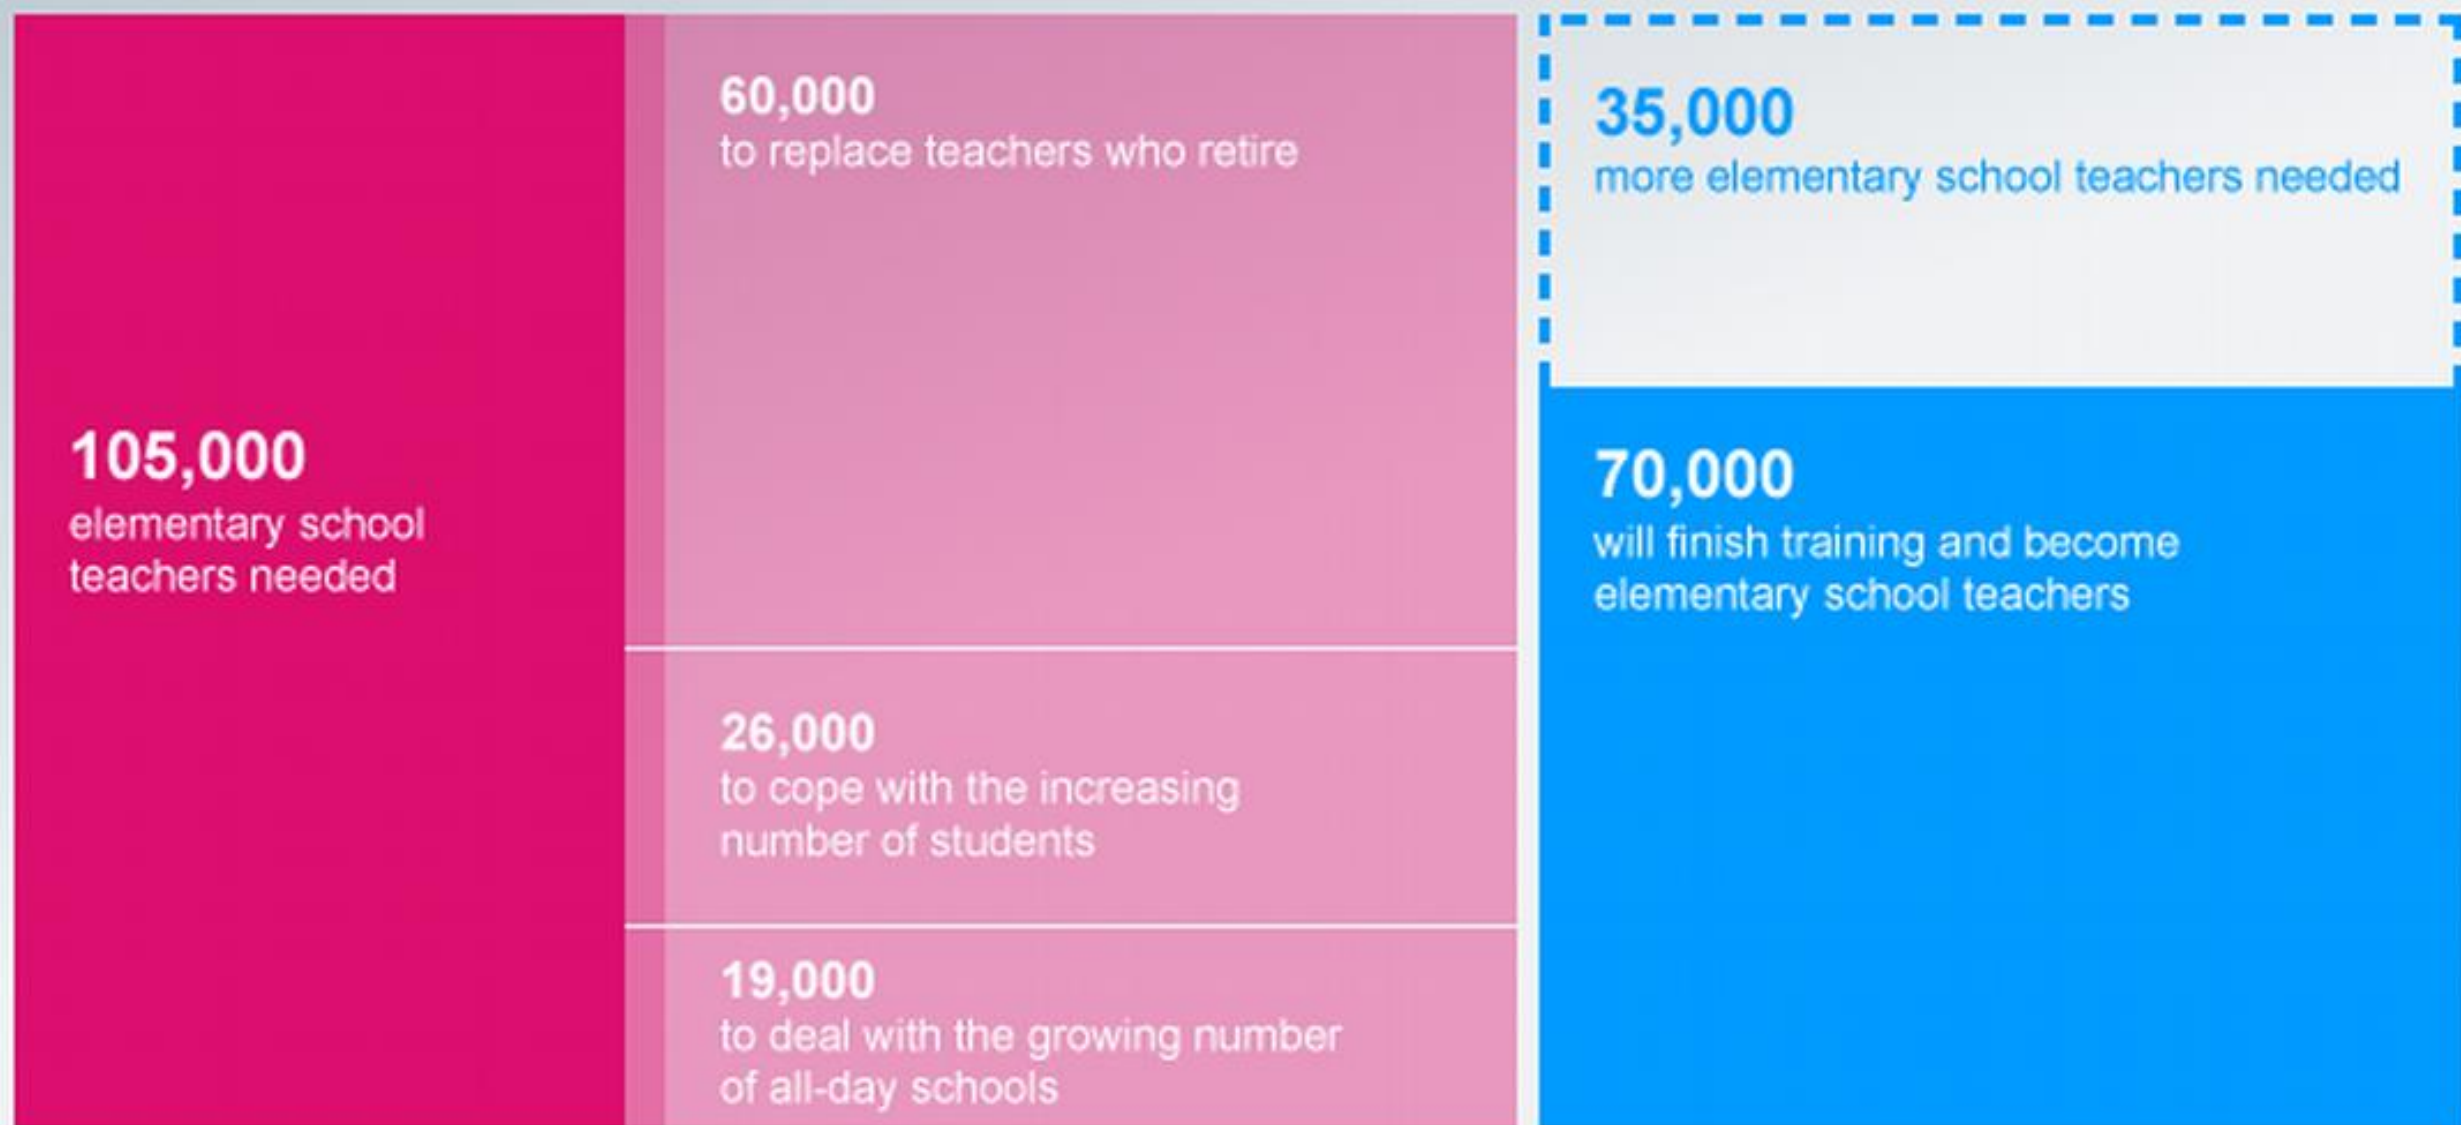 105,000
elementary school
teachers needed
60,000
to replace teachers who retire
26,000
to cope with the increasing
number of students
19,000
to deal with the growing number
of all-day schools
35,000
more elementary school teachers needed
70,000
will finish training and become
elementary school teachers